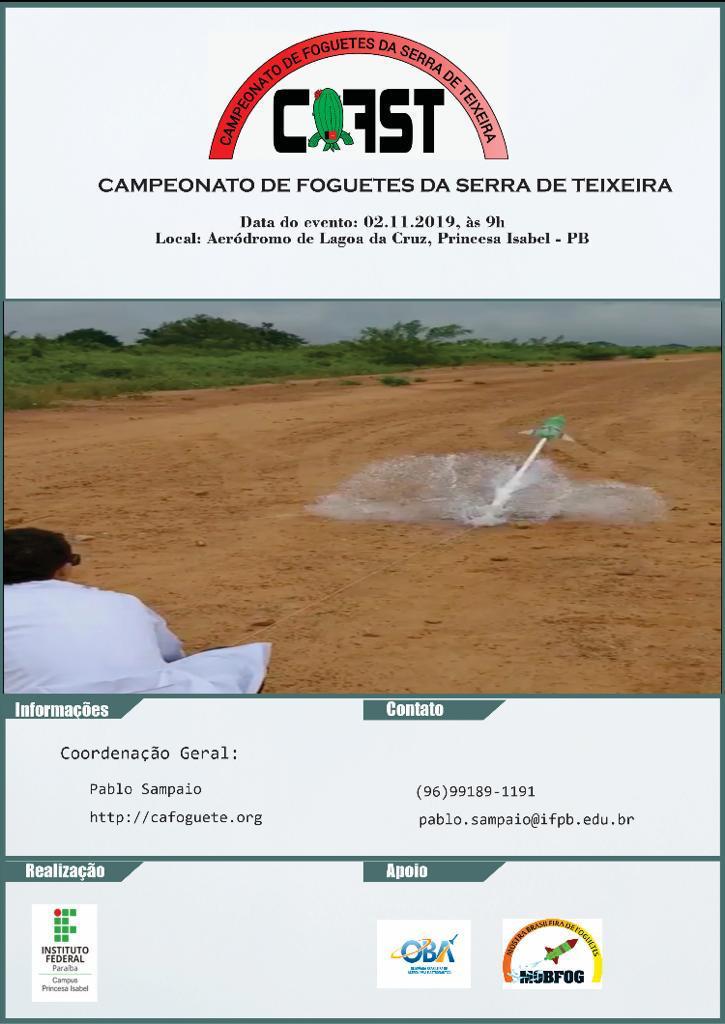 CAMPEONATO DE FOGUETES DA SERRA DE TEIXEIRA
CAFST
CAMPEONATO DE FOGUETES DA SERRA DE TEIXEIRA
Data do evento: 02.11.2019, às 9h
Local: Aeródromo de Lagoa da Cruz, Princesa Isabel - PB
Informações
Coordenação Geral:
Pablo Sampaio
http://cafoguete.org
Contato
(96)99189-1191
pablo.sampaio@ifpb.edu.br
Realização
INSTITUTO
FEDERAL
Paraíba
Campus
Princesa Isabel
Apoio
OBA
MOSTRA BRASILEIRA DE FOGUETES
MOBFOG